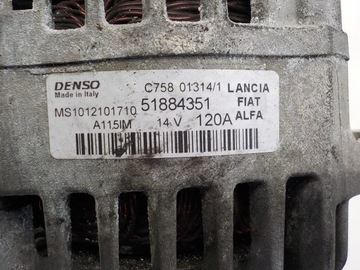 DENSO C758 01314/1 LANCIA
Made in Italy
MS1012101710 51884351 FIAT
A115IM 14 V 120A ALFA